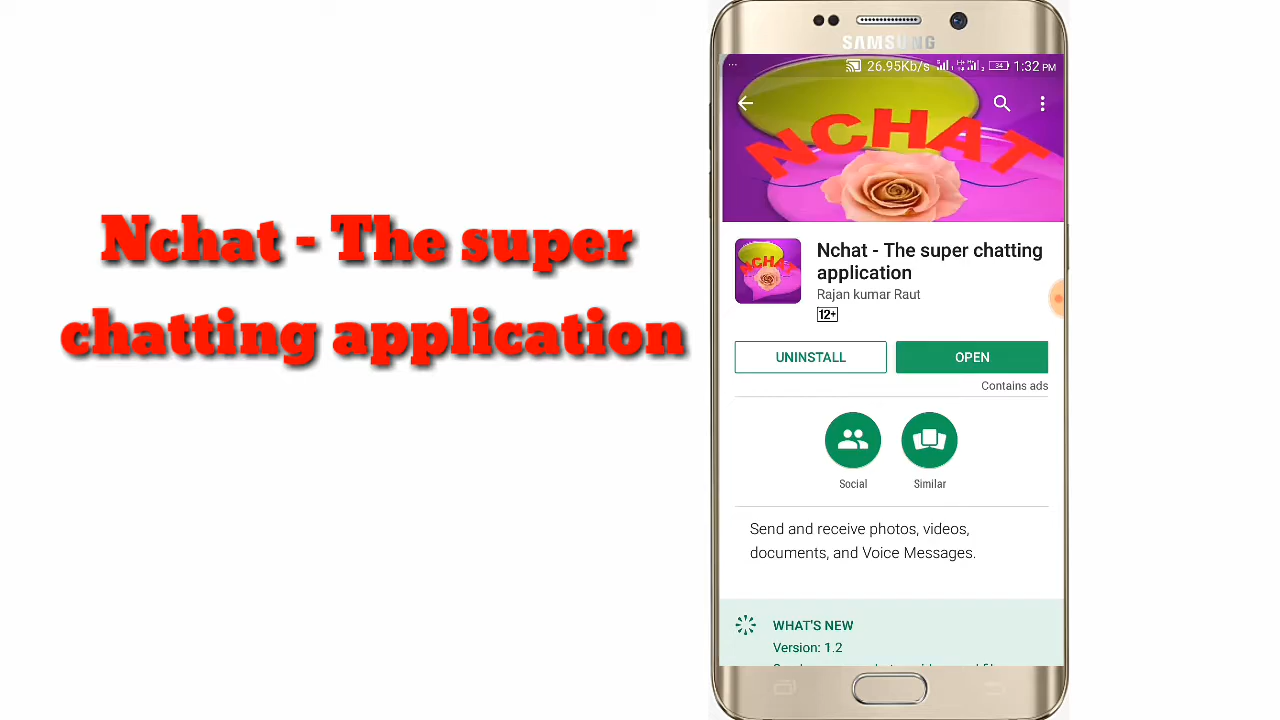 Nchat - The super
chatting application
SAMSUNG
26.95Kb/s
34
1:32 PM
NCHAT
NCHAT
Nchat - The super chatting
application
Rajan kumar Raut
12+
UNINSTALL
OPEN
Contains ads
Social
Similar
Send and receive photos, videos,
documents, and Voice Messages.
WHAT'S NEW
Version: 1.2